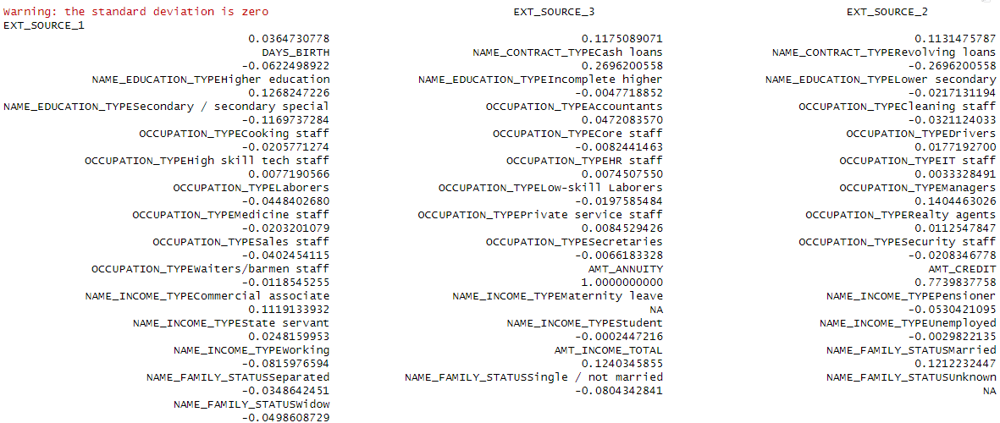 Warning: the standard deviation is zero EXT_SOURCE_3 EXT_SOURCE_2
EXT_SOURCE_1
0.0364730778 0.1175089071 0.1131475787
DAYS_BIRTH NAME_CONTRACT_TYPECash loans NAME_CONTRACT_TYPERevolving loans
-0.0622498922 0.2696200558 -0.2696200558
NAME_EDUCATION_TYPEHigher education NAME_EDUCATION_TYPEIncomplete higher NAME_EDUCATION_TYPELower secondary
0.1268247226 -0.0047718852 -0.0217131194
NAME_EDUCATION_TYPESecondary / secondary special OCCUPATION_TYPEAccountants OCCUPATION_TYPECleaning staff
-0.1169737284 0.0472083570 -0.0321124033
OCCUPATION_TYPECooking staff OCCUPATION_TYPECore staff OCCUPATION_TYPEDrivers
-0.0205771274 -0.0082441463 0.0177192700
OCCUPATION_TYPEHigh skill tech staff OCCUPATION_TYPEHR staff OCCUPATION_TYPEIT staff
0.0077190566 0.0074507550 0.0033328491
OCCUPATION_TYPELaborers OCCUPATION_TYPELow-skill Laborers OCCUPATION_TYPEManagers
-0.0448402680 -0.0197585484 0.1404463026
OCCUPATION_TYPEMedicine staff OCCUPATION_TYPEPrivate service staff OCCUPATION_TYPERealty agents
-0.0203201079 0.0084529426 0.0112547847
OCCUPATION_TYPESales staff OCCUPATION_TYPESecretaries OCCUPATION_TYPESecurity staff
-0.0402454115 -0.0066183328 -0.0208346778
OCCUPATION_TYPEWaiters/barmen staff AMT_ANNUITY AMT_CREDIT
-0.0118545255 1.0000000000 0.7739837758
NAME_INCOME_TYPECommercial associate NAME_INCOME_TYPEMaternity leave NAME_INCOME_TYPEPensioner
0.1119133932 NA -0.0530421095
NAME_INCOME_TYPEState servant NAME_INCOME_TYPEStudent NAME_INCOME_TYPEUnemployed
0.0248159953 -0.0002447216 -0.0029822135
NAME_INCOME_TYPEWorking AMT_INCOME_TOTAL NAME_FAMILY_STATUSMarried
-0.0815976594 0.1240345855 0.1212232447
NAME_FAMILY_STATUSSeparated NAME_FAMILY_STATUSSingle / not married NAME_FAMILY_STATUSUnknown
-0.0348642451 -0.0804342841 NA
NAME_FAMILY_STATUSWidow
-0.0498608729